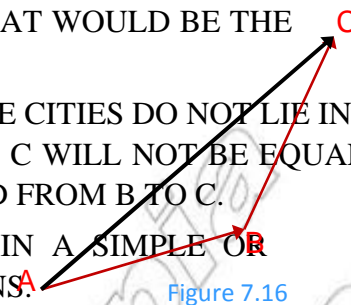 AT WOULD BE THE
C
E CITIES DO NOT LIE IN
C WILL NOT BE EQUA
D FROM B TO C.
IN A SIMPLE OR
B
NS.
A
Figure 7.16